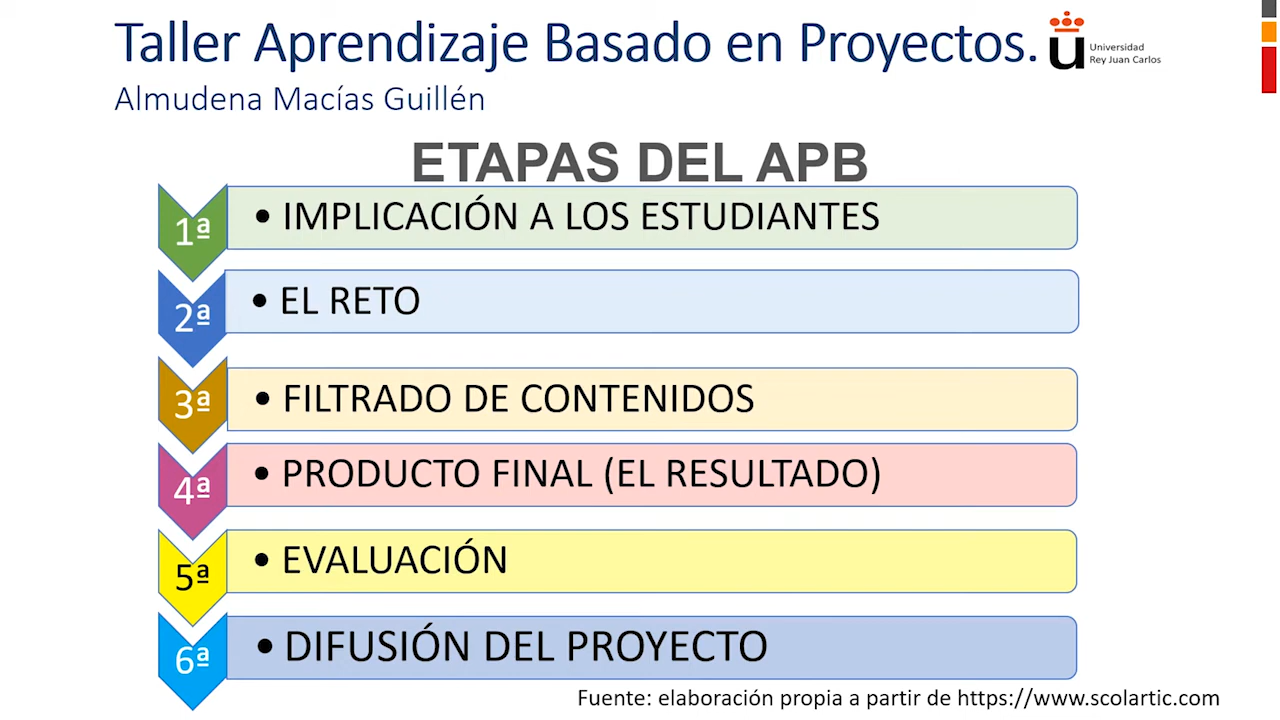 Taller Aprendizaje Basado en Proyectos.
Universidad
Rey Juan Carlos
Almudena Macías Guillén
ETAPAS DEL APB
1ª • IMPLICACIÓN A LOS ESTUDIANTES
2ª • EL RETO
3ª • FILTRADO DE CONTENIDOS
4ª • PRODUCTO FINAL (EL RESULTADO)
5ª • EVALUACIÓN
6ª • DIFUSIÓN DEL PROYECTO
Fuente: elaboración propia a partir de https://www.scolartic.com